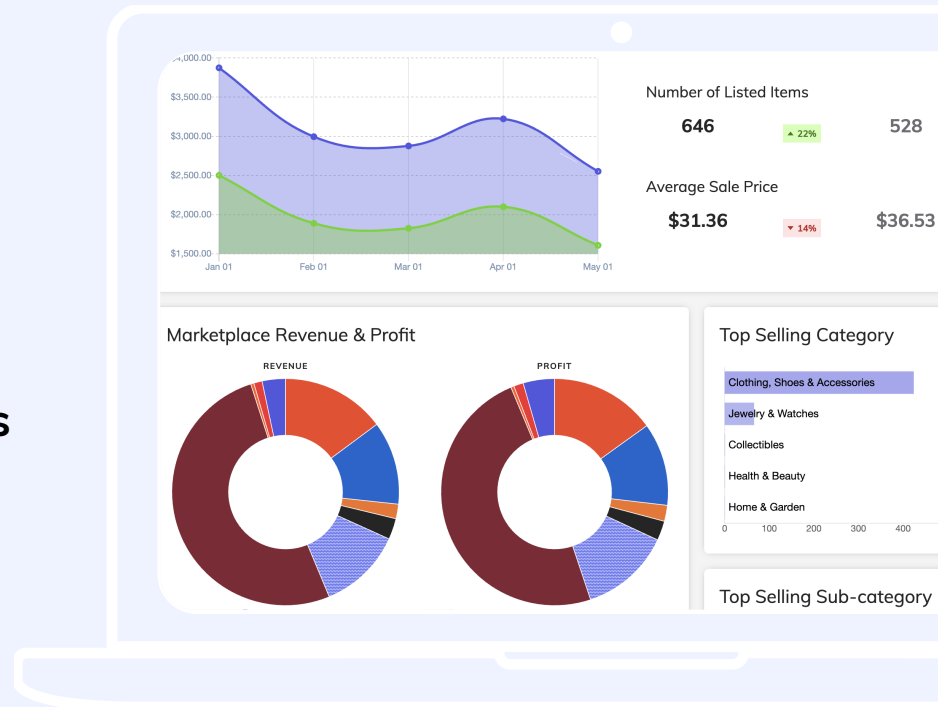 $4,000.00
$3,500.00
$3,000.00
$2,500.00
$2,000.00
$1,500.00
Jan 01 Feb 01 Mar 01 Apr 01 May 01
Number of Listed Items
646 22% 528
Average Sale Price
$31.36 14% $36.53
s
Marketplace Revenue & Profit
REVENUE PROFIT
Top Selling Category
Clothing, Shoes & Accessories
Jewelry & Watches
Collectibles
Health & Beauty
Home & Garden
0 100 200 300 400
Top Selling Sub-category